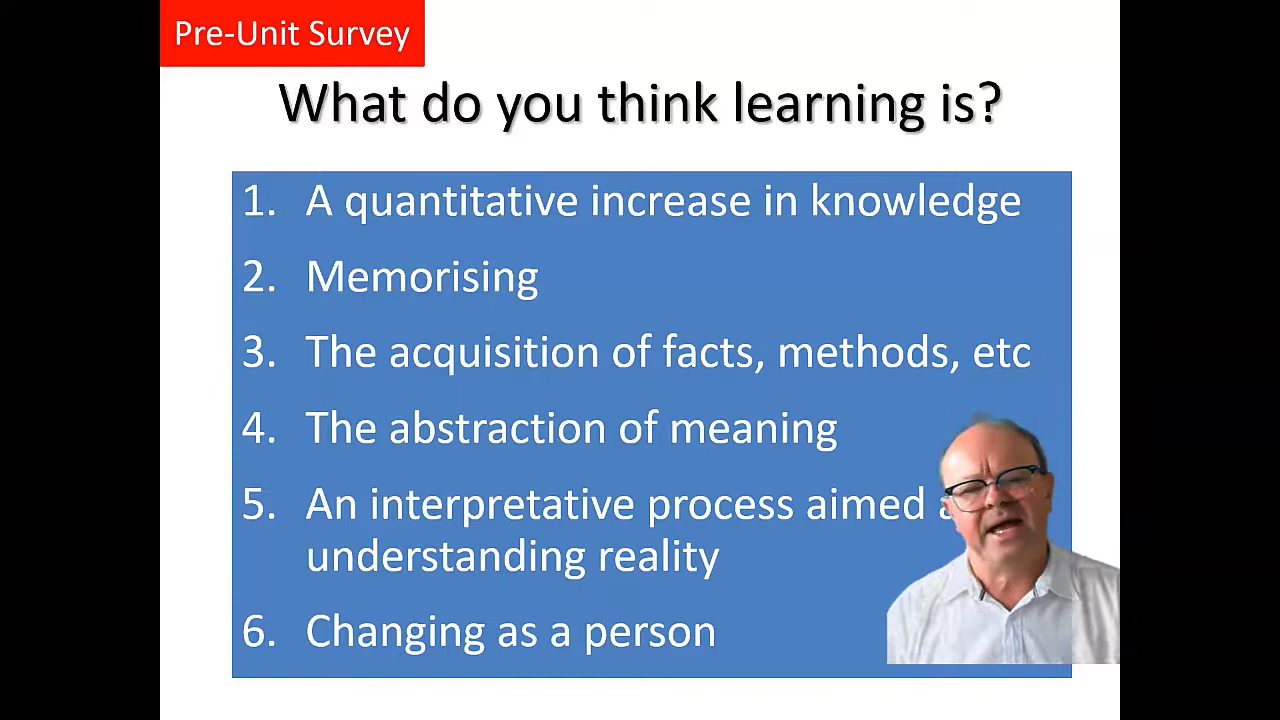 Pre-Unit Survey
What do you think learning is?
1. A quantitative increase in knowledge
2. Memorising
3. The acquisition of facts, methods, etc
4. The abstraction of meaning
5. An interpretative process aimed
understanding reality
6. Changing as a person